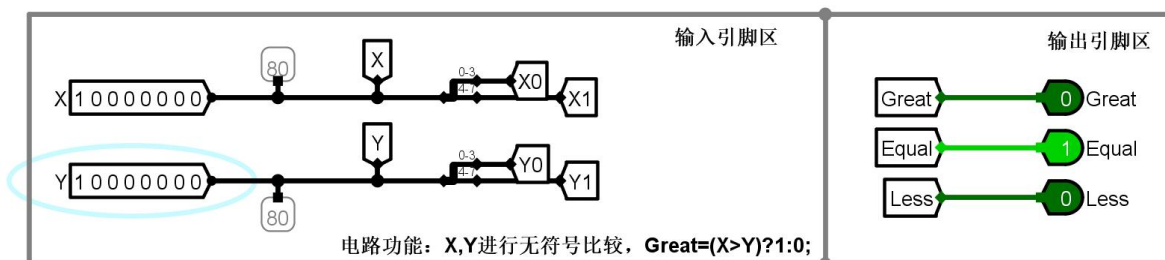 输入引脚区
输出引脚区
80
X
X 1 0 0 0 0 0 0 0
0-3
4-7
X0
X1
Great
0 Great
Y
Y 1 0 0 0 0 0 0 0
0-3
4-7
Y0
Y1
80
Equal
1 Equal
Less
0 Less
电路功能：X,Y进行无符号比较，Great=(X>Y)?1:0;